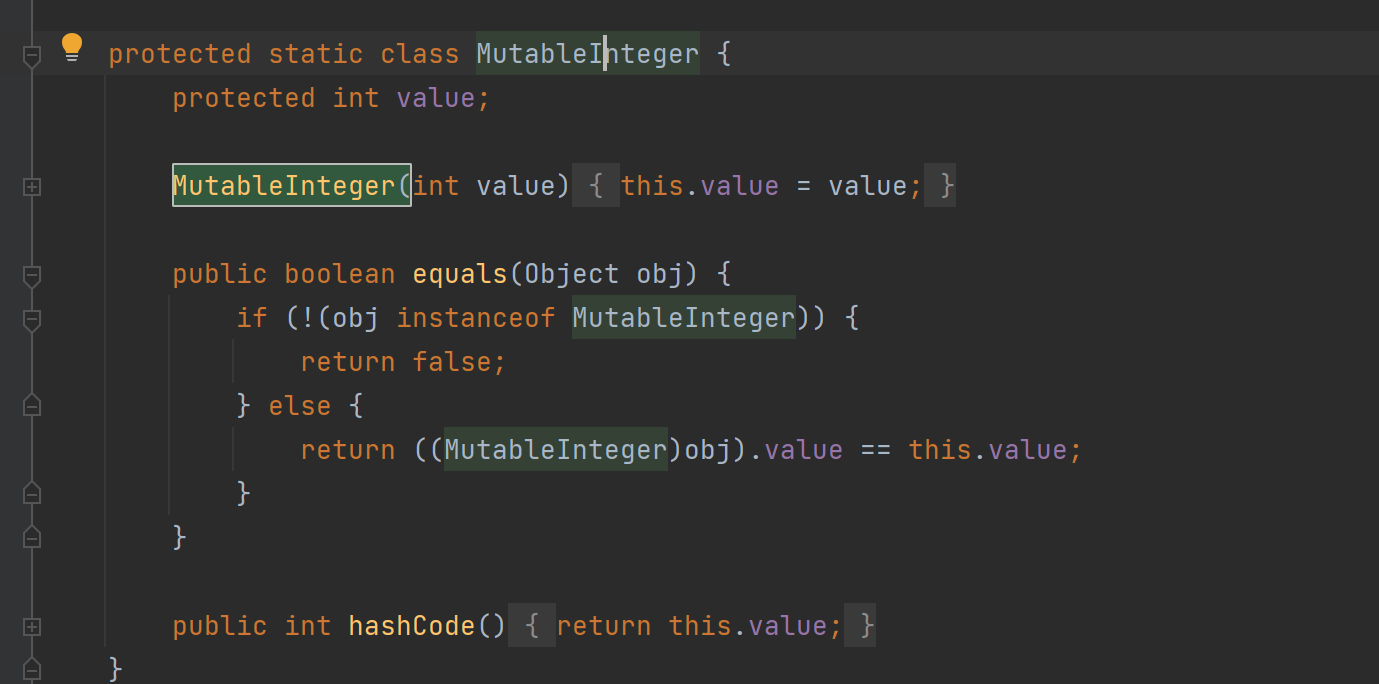 protected static class MutableInteger {
protected int value;
MutableInteger(int value) { this.value = value; }
public boolean equals(Object obj) {
if (!(obj instanceof MutableInteger)) {
return false;
} else {
return ((MutableInteger)obj).value == this.value;
}
}
public int hashCode() { return this.value; }
}